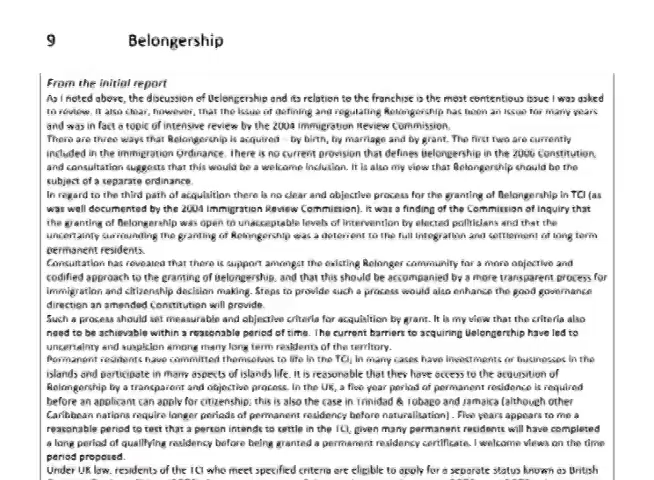 9 Belongership
From the initial report
As I noted above, the discussion of Belongership and its relation to the franchise is the most contentious issue I was asked
to review. It also clear, however, that the issue of defining and regulating Belongership has been an issue for many years
and was in fact a topic of intensive review by the 2004 Immigration Review Commission.
There are three ways that Belongership is acquired - by birth, by marriage and by grant. The first two are currently
included in the Immigration Ordinance. There is no current provision that defines Belongership in the 2006 Constitution,
and consultation suggests that this would be a welcome inclusion. It is also my view that Belongership should be the
subject of a separate ordinance.
In regard to the third path of acquisition there is no clear and objective process for the granting of Belongership in TCI (as
was well documented by the 2004 Immigration Review Commission). It was a finding of the Commission of Inquiry that
the granting of Belongership was open to unacceptable levels of intervention by elected politicians and that the
uncertainty surrounding the granting of Belongership was a deterrent to the full integration and settlement of long term
permanent residents.
Consultation has revealed that there is support amongst the existing Belonger community for a more objective and
codified approach to the granting of Belongership, and that this should be accompanied by a more transparent process for
immigration and citizenship decision making. Steps to provide such a process would also enhance the good governance
direction an amended Constitution will provide.
Such a process should set measurable and objective criteria for acquisition by grant. It is my view that the criteria also
need to be achievable within a reasonable period of time. The current barriers to acquiring Belongership have led to
uncertainty and suspicion among many long term residents of the territory.
Permanent residents have committed themselves to life in the TCI; in many cases have investments or businesses in the
islands and participate in many aspects of islands life. It is reasonable that they have access to the acquisition of
Belongership by a transparent and objective process. In the UK, a five year period of permanent residence is required
before an applicant can apply for citizenship; this is also the case in Trinidad & Tobago and Jamaica (although other
Caribbean nations require longer periods of permanent residency before naturalisation) . Five years appears to me a
reasonable period to test that a person intends to settle in the TCI, given many permanent residents will have completed
a long period of qualifying residency before being granted a permanent residency certificate. I welcome views on the time
period proposed.
Under UK law, residents of the TCI who meet specified criteria are eligible to apply for a separate status known as British